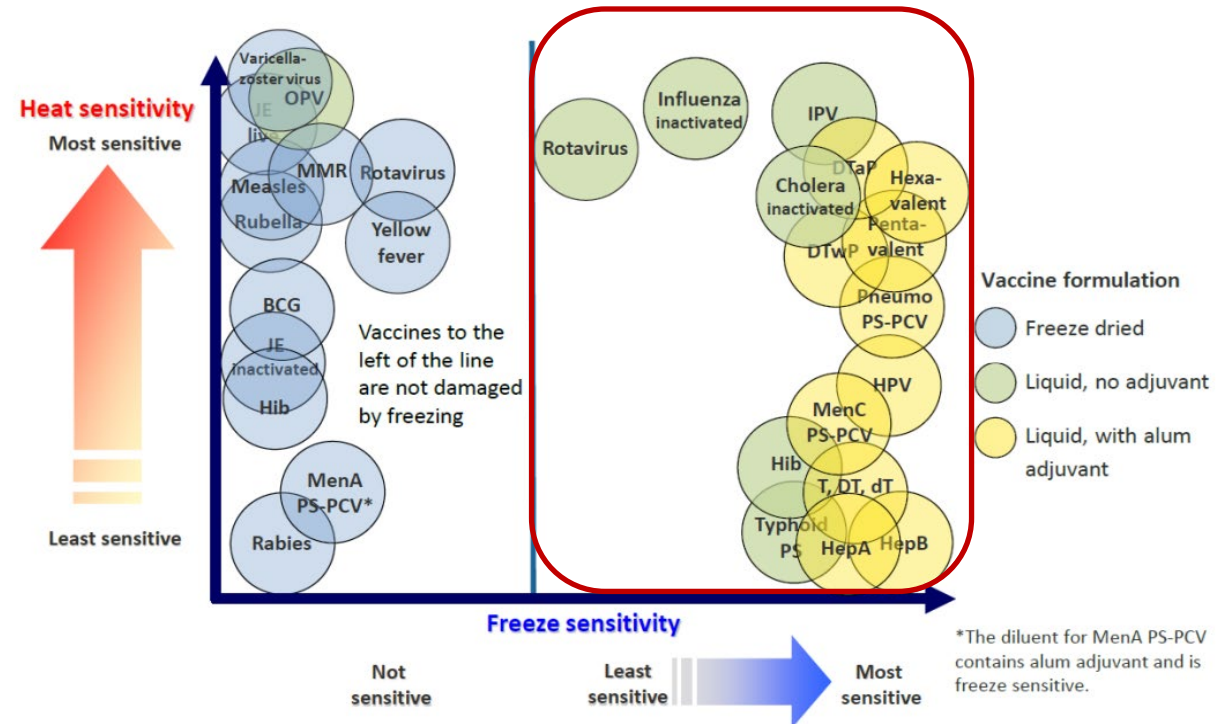 Heat sensitivity
Most sensitive
Least sensitive
Varicella-
zoster virus
OPV
JE
live
MMR
Rotavirus
Measles
Rubella
Yellow
fever
BCG
JE
inactivated
Hib
MenA
PS-PCV*
Rabies
Vaccines to the
left of the line
are not damaged
by freezing
Rotavirus
Influenza
inactivated
IPV
DTaP
Cholera
inactivated
Hexa-
valent
Penta-
valent
DTwP
Pneumo
PS-PCV
HPV
MenC
PS-PCV
Hib
T, DT, dT
Typhoid
PS
HepA
HepB
Vaccine formulation
Freeze dried
Liquid, no adjuvant
Liquid, with alum
adjuvant
Freeze sensitivity
Not
sensitive
Least
sensitive
Most
sensitive
*The diluent for MenA PS-PCV
contains alum adjuvant and is
freeze sensitive.